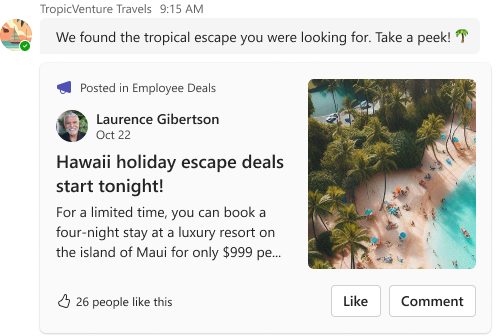 TropicVenture Travels 9:15 AM
We found the tropical escape you were looking for. Take a peek! 🌴
Posted in Employee Deals
Laurence Gibertson
Oct 22
Hawaii holiday escape deals
start tonight!
For a limited time, you can book a
four-night stay at a luxury resort on
the island of Maui for only $999 pe...
26 people like this
Like
Comment